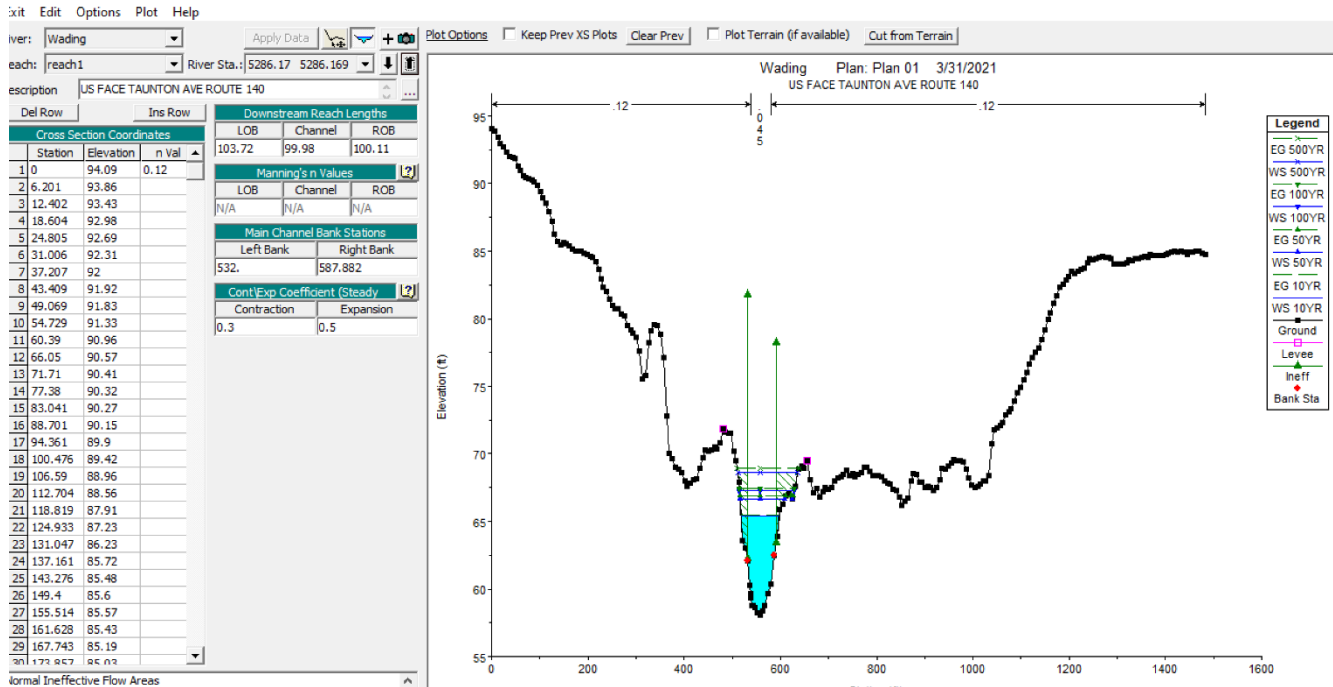 Exit Edit Options Plot Help
River: Wading Apply Data
Reach: reach1 River Sta.: 5286.17 5286.169
Description US FACE TAUNTON AVE ROUTE 140 ...
Del Row Ins Row
Cross Section Coordinates
Station Elevation n Val
1 0 94.09 0.12
2 6.201 93.86
3 12.402 93.43
4 18.604 92.98
5 24.805 92.69
6 31.006 92.31
7 37.207 92
8 43.409 91.92
9 49.069 91.83
10 54.729 91.33
11 60.39 90.96
12 66.05 90.57
13 71.71 90.41
14 77.38 90.32
15 83.041 90.27
16 88.701 90.15
17 94.361 89.9
18 100.476 89.42
19 106.59 88.96
20 112.704 88.56
21 118.819 87.91
22 124.933 87.23
23 131.047 86.23
24 137.161 85.72
25 143.276 85.48
26 149.4 85.6
27 155.514 85.57
28 161.628 85.43
29 167.743 85.19
30 173.857 85.03
Normal Ineffective Flow Areas
Downstream Reach Lengths
LOB Channel ROB
103.72 99.98 100.11
Manning's n Values
LOB Channel ROB
N/A N/A N/A
Main Channel Bank Stations
Left Bank Right Bank
532. 587.882
Cont\Exp Coefficient (Steady
Contraction Expansion
0.3 0.5
Plot Options Keep Prev XS Plots Clear Prev Plot Terrain (if available) Cut from Terrain
Wading Plan: Plan 01 3/31/2021
US FACE TAUNTON AVE ROUTE 140
.12 .045 .12
Elevation (ft)
95
90
85
80
75
70
65
60
55
0 200 400 600 800 1000 1200 1400 1600
Legend
EG 500YR
WS 500YR
EG 100YR
WS 100YR
EG 50YR
WS 50YR
EG 10YR
WS 10YR
Ground
Levee
Ineff
Bank Sta